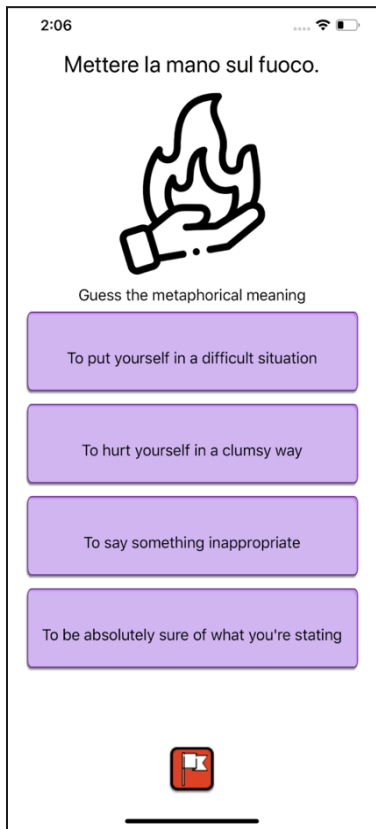 2:06
Mettere la mano sul fuoco.
Guess the metaphorical meaning
To put yourself in a difficult situation
To hurt yourself in a clumsy way
To say something inappropriate
To be absolutely sure of what you're stating